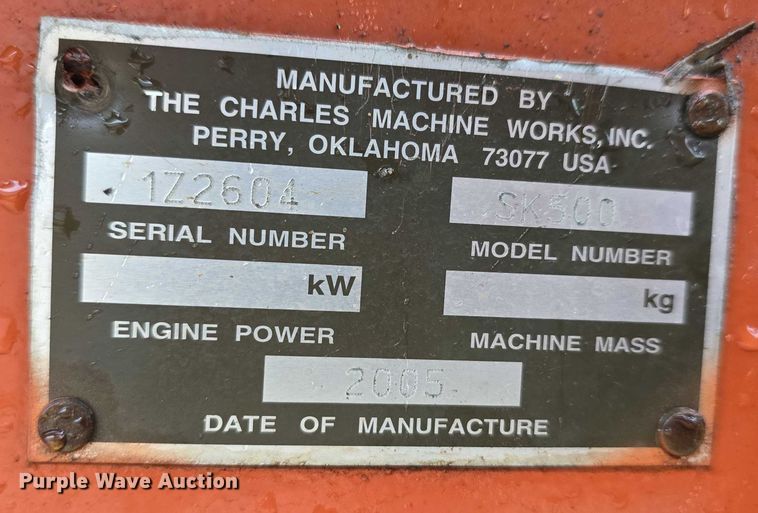 MANUFACTURED BY
THE CHARLES MACHINE WORKS, INC.
PERRY, OKLAHOMA 73077 USA
1Z2604 SK500
SERIAL NUMBER MODEL NUMBER
kW kg
ENGINE POWER MACHINE MASS
2005
DATE OF MANUFACTURE
Purple Wave Auction®